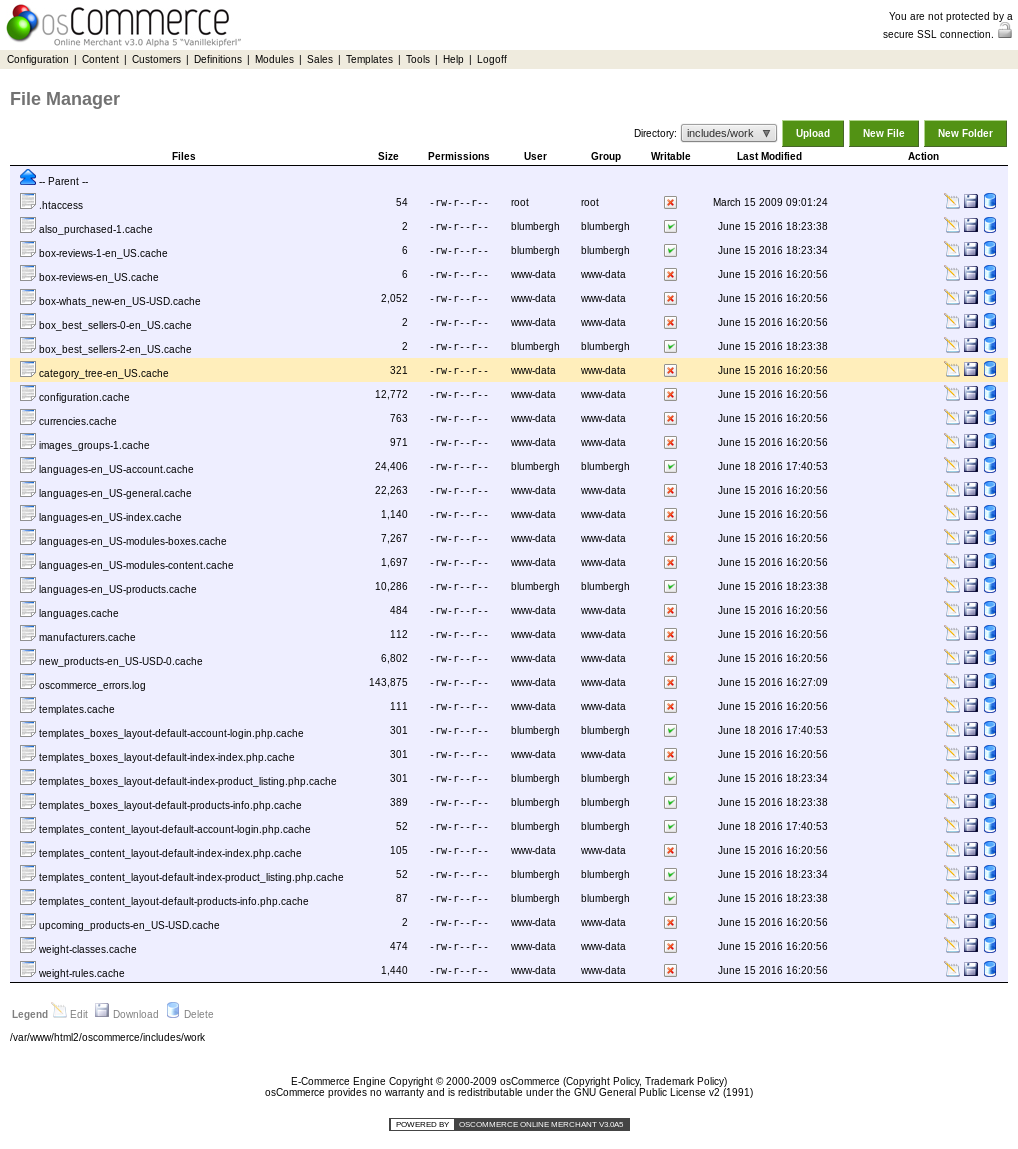 osCommerce
Online Merchant v3.0 Alpha 5 "Vanillekipferl"
You are not protected by a
secure SSL connection.
Configuration | Content | Customers | Definitions | Modules | Sales | Templates | Tools | Help | Logoff
File Manager
Directory: includes/work Upload New File New Folder
Files Size Permissions User Group Writable Last Modified Action
-- Parent --
.htaccess 54 -rw-r--r-- root root March 15 2009 09:01:24
also_purchased-1.cache 2 -rw-r--r-- blumbergh blumbergh June 15 2016 18:23:38
box-reviews-1-en_US.cache 6 -rw-r--r-- blumbergh blumbergh June 15 2016 18:23:34
box-reviews-en_US.cache 6 -rw-r--r-- www-data www-data June 15 2016 16:20:56
box-whats_new-en_US-USD.cache 2,052 -rw-r--r-- www-data www-data June 15 2016 16:20:56
box_best_sellers-0-en_US.cache 2 -rw-r--r-- www-data www-data June 15 2016 16:20:56
box_best_sellers-2-en_US.cache 2 -rw-r--r-- blumbergh blumbergh June 15 2016 18:23:38
category_tree-en_US.cache 321 -rw-r--r-- www-data www-data June 15 2016 16:20:56
configuration.cache 12,772 -rw-r--r-- www-data www-data June 15 2016 16:20:56
currencies.cache 763 -rw-r--r-- www-data www-data June 15 2016 16:20:56
images_groups-1.cache 971 -rw-r--r-- www-data www-data June 15 2016 16:20:56
languages-en_US-account.cache 24,406 -rw-r--r-- blumbergh blumbergh June 18 2016 17:40:53
languages-en_US-general.cache 22,263 -rw-r--r-- www-data www-data June 15 2016 16:20:56
languages-en_US-index.cache 1,140 -rw-r--r-- www-data www-data June 15 2016 16:20:56
languages-en_US-modules-boxes.cache 7,267 -rw-r--r-- www-data www-data June 15 2016 16:20:56
languages-en_US-modules-content.cache 1,697 -rw-r--r-- www-data www-data June 15 2016 16:20:56
languages-en_US-products.cache 10,286 -rw-r--r-- blumbergh blumbergh June 15 2016 18:23:38
languages.cache 484 -rw-r--r-- www-data www-data June 15 2016 16:20:56
manufacturers.cache 112 -rw-r--r-- www-data www-data June 15 2016 16:20:56
new_products-en_US-USD-0.cache 6,802 -rw-r--r-- www-data www-data June 15 2016 16:20:56
oscommerce_errors.log 143,875 -rw-r--r-- www-data www-data June 15 2016 16:27:09
templates.cache 111 -rw-r--r-- www-data www-data June 15 2016 16:20:56
templates_boxes_layout-default-account-login.php.cache 301 -rw-r--r-- blumbergh blumbergh June 18 2016 17:40:53
templates_boxes_layout-default-index-index.php.cache 301 -rw-r--r-- www-data www-data June 15 2016 16:20:56
templates_boxes_layout-default-index-product_listing.php.cache 301 -rw-r--r-- blumbergh blumbergh June 15 2016 18:23:34
templates_boxes_layout-default-products-info.php.cache 389 -rw-r--r-- blumbergh blumbergh June 15 2016 18:23:38
templates_content_layout-default-account-login.php.cache 52 -rw-r--r-- blumbergh blumbergh June 18 2016 17:40:53
templates_content_layout-default-index-index.php.cache 105 -rw-r--r-- www-data www-data June 15 2016 16:20:56
templates_content_layout-default-index-product_listing.php.cache 52 -rw-r--r-- blumbergh blumbergh June 15 2016 18:23:34
templates_content_layout-default-products-info.php.cache 87 -rw-r--r-- blumbergh blumbergh June 15 2016 18:23:38
upcoming_products-en_US-USD.cache 2 -rw-r--r-- www-data www-data June 15 2016 16:20:56
weight-classes.cache 474 -rw-r--r-- www-data www-data June 15 2016 16:20:56
weight-rules.cache 1,440 -rw-r--r-- www-data www-data June 15 2016 16:20:56
Legend Edit Download Delete
/var/www/html2/oscommerce/includes/work
E-Commerce Engine Copyright © 2000-2009 osCommerce (Copyright Policy, Trademark Policy)
osCommerce provides no warranty and is redistributable under the GNU General Public License v2 (1991)
POWERED BY OSCOMMERCE ONLINE MERCHANT V3.0A5